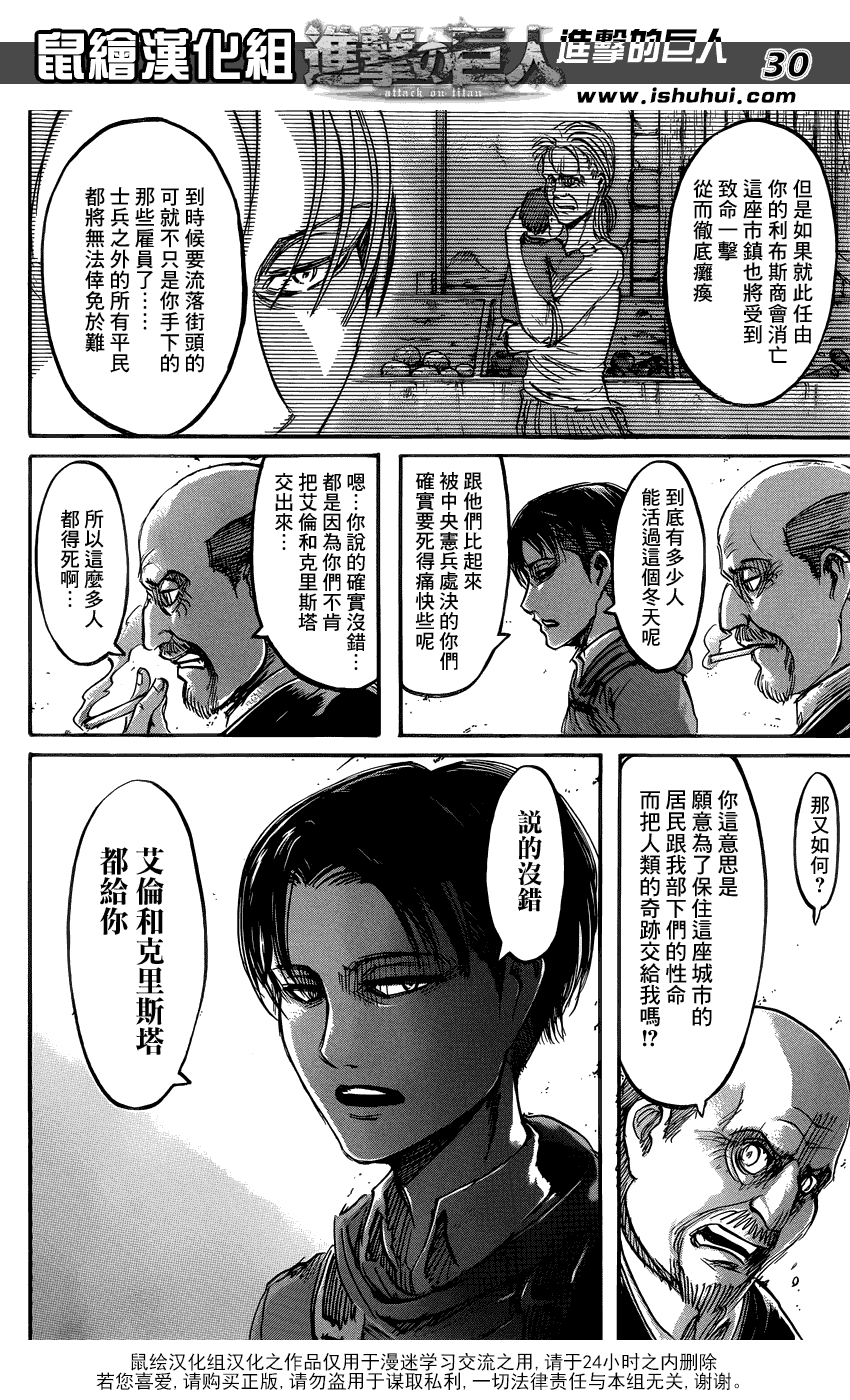 鼠繪漢化組
進撃の巨人
attack on titan
進擊的巨人
30
www.ishuhui.com
但是如果就此任由
你的利布斯商會消亡
這座市鎮也將受到
致命一擊
從而徹底癱瘓
到時候要流落街頭的
可就不只是你手下的
那些雇員了……
士兵之外的所有平民
都將無法倖免於難
到底有多少人
能活過這個冬天呢
跟他們比起來
被中央憲兵處決的你們
確實要死得痛快些呢
嗯…你說的確實沒錯…
都是因為你們不肯
把艾倫和克里斯塔
交出來…
所以這麼多人
都得死啊…
那又如何?
你這意思是
願意為了保住這座城市的
居民跟我部下們的性命
而把人類的奇跡交給我嗎!?
説的沒錯
艾倫和克里斯塔
都給你
鼠绘汉化组汉化之作品仅用于漫迷学习交流之用,请于24小时之内删除
若您喜爱,请购买正版,请勿盗用于谋取私利,一切法律责任与本组无关,谢谢。